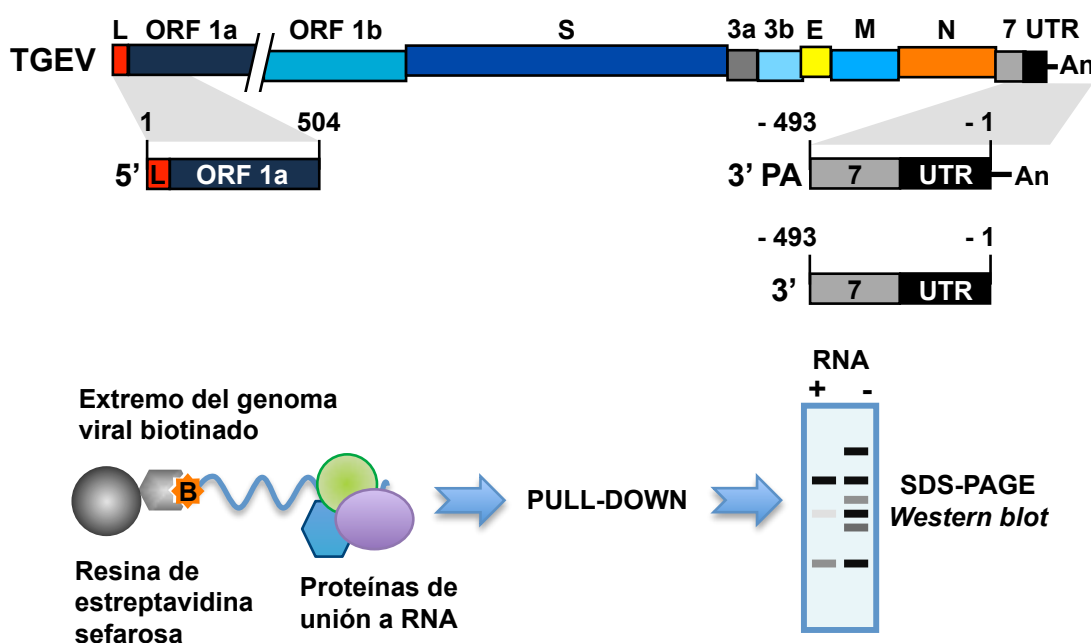 L ORF 1a ORF 1b S 3a 3b E M N 7 UTR
TGEV An
1 504 - 493 - 1
5’ L ORF 1a 3’ PA 7 UTR An
- 493 - 1
3’ 7 UTR
RNA
+ -
Extremo del genoma
viral biotinado
B
PULL-DOWN
SDS-PAGE
Western blot
Resina de
estreptavidina
sefarosa
Proteínas de
unión a RNA